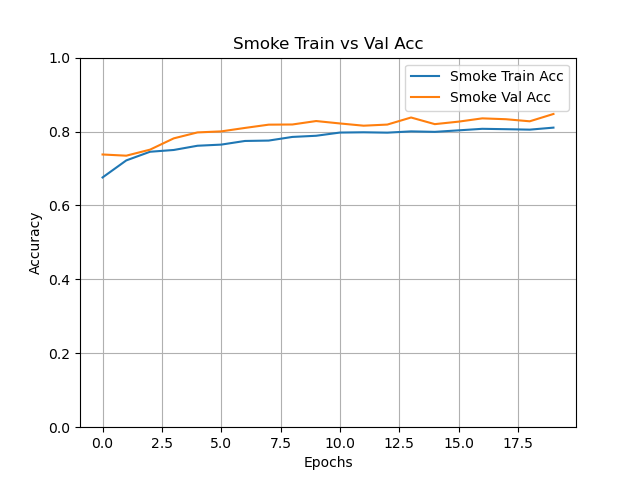 Smoke Train vs Val Acc
Smoke Train Acc
Smoke Val Acc
1.0
0.8
0.6
0.4
0.2
0.0
Accuracy
0.0 2.5 5.0 7.5 10.0 12.5 15.0 17.5
Epochs